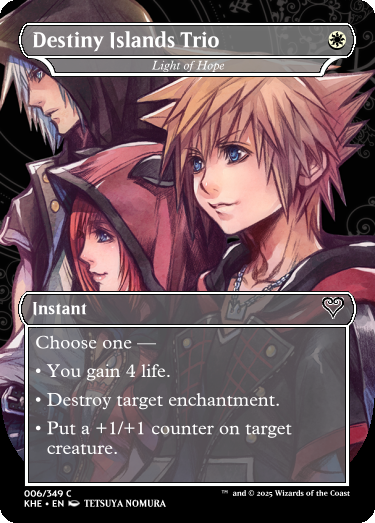 Destiny Islands Trio
Light of Hope
Instant
Choose one —
• You gain 4 life.
• Destroy target enchantment.
• Put a +1/+1 counter on target
creature.
006/349 C
KHE • EN TETSUYA NOMURA
™ and © 2025 Wizards of the Coast